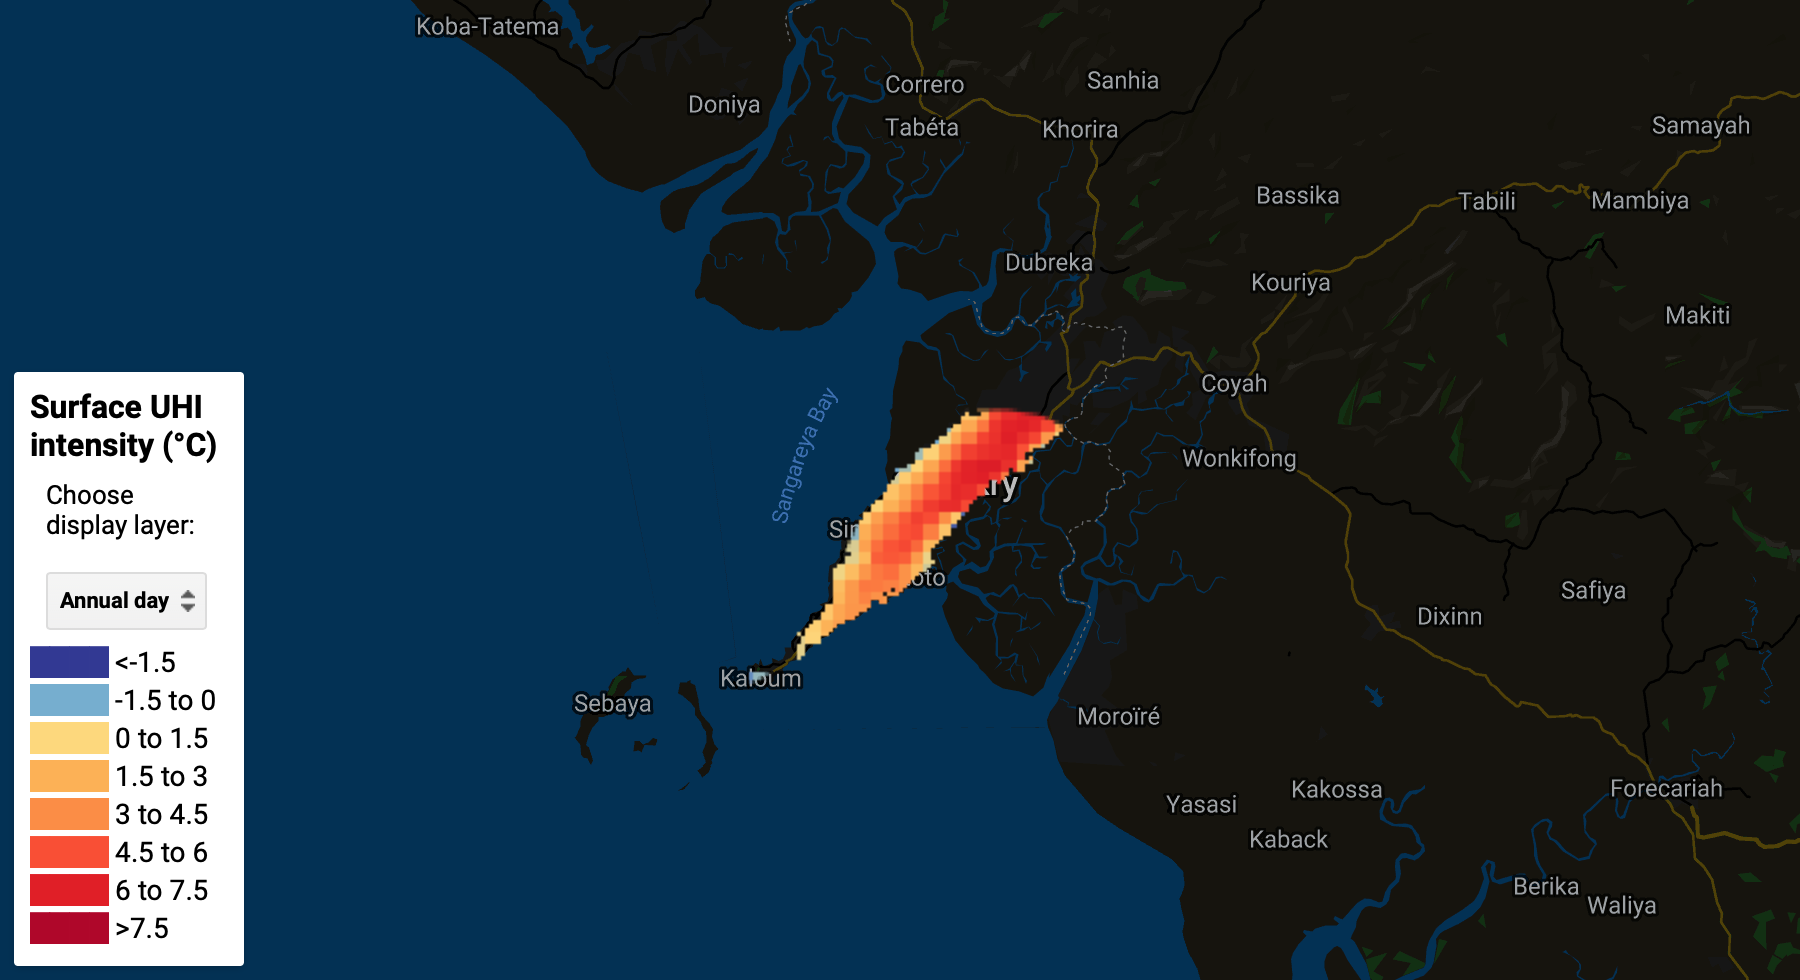 Koba-Tatema
Doniya
Correro
Sanhia
Tabéta
Khorira
Samayah
Bassika
Tabili
Mambiya
Dubreka
Kouriya
Makiti
Sangareya Bay
Coyah
Wonkifong
ry
Sin
oto
Safiya
Dixinn
Kaloum
Sebaya
Moroïré
Yasasi
Kakossa
Forecariah
Kaback
Berika
Waliya
Surface UHI
intensity (°C)
Choose
display layer:
Annual day
<-1.5
-1.5 to 0
0 to 1.5
1.5 to 3
3 to 4.5
4.5 to 6
6 to 7.5
>7.5